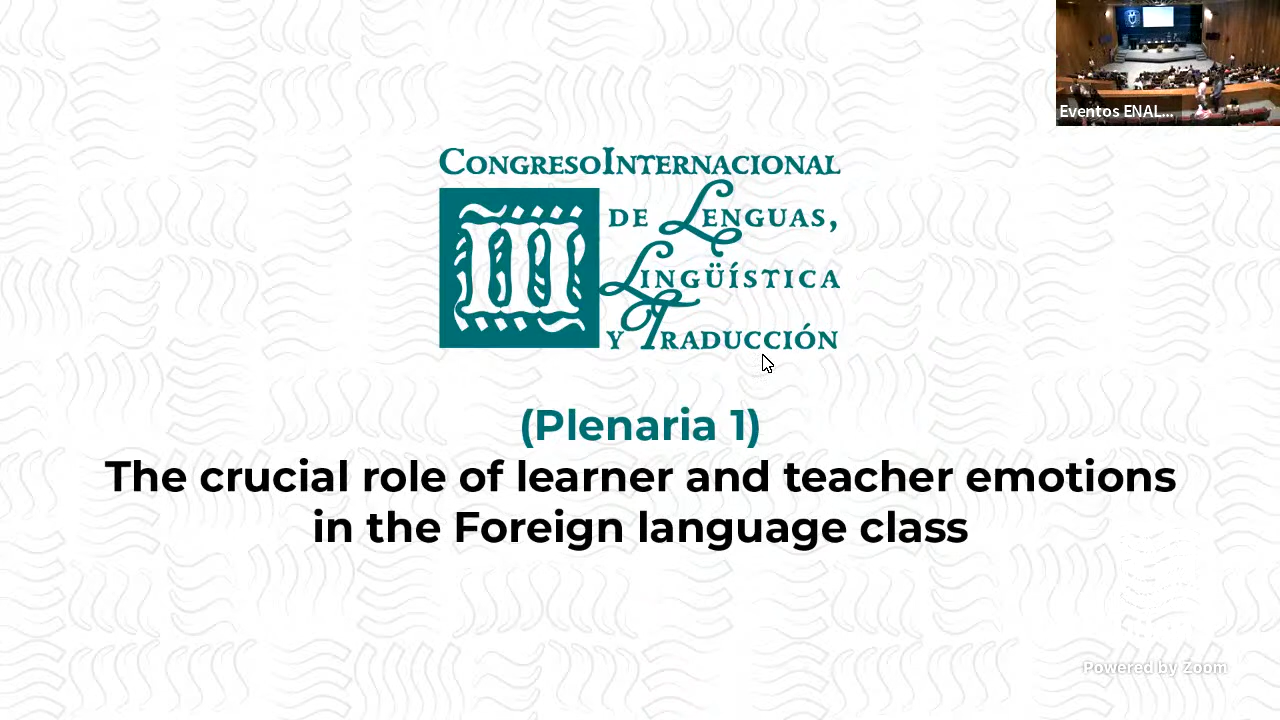 Eventos ENAL...
CongresoInternacional
III
de Lenguas,
Lingüística
y Traducción
(Plenaria 1)
The crucial role of learner and teacher emotions
in the Foreign language class
Powered by Zoom